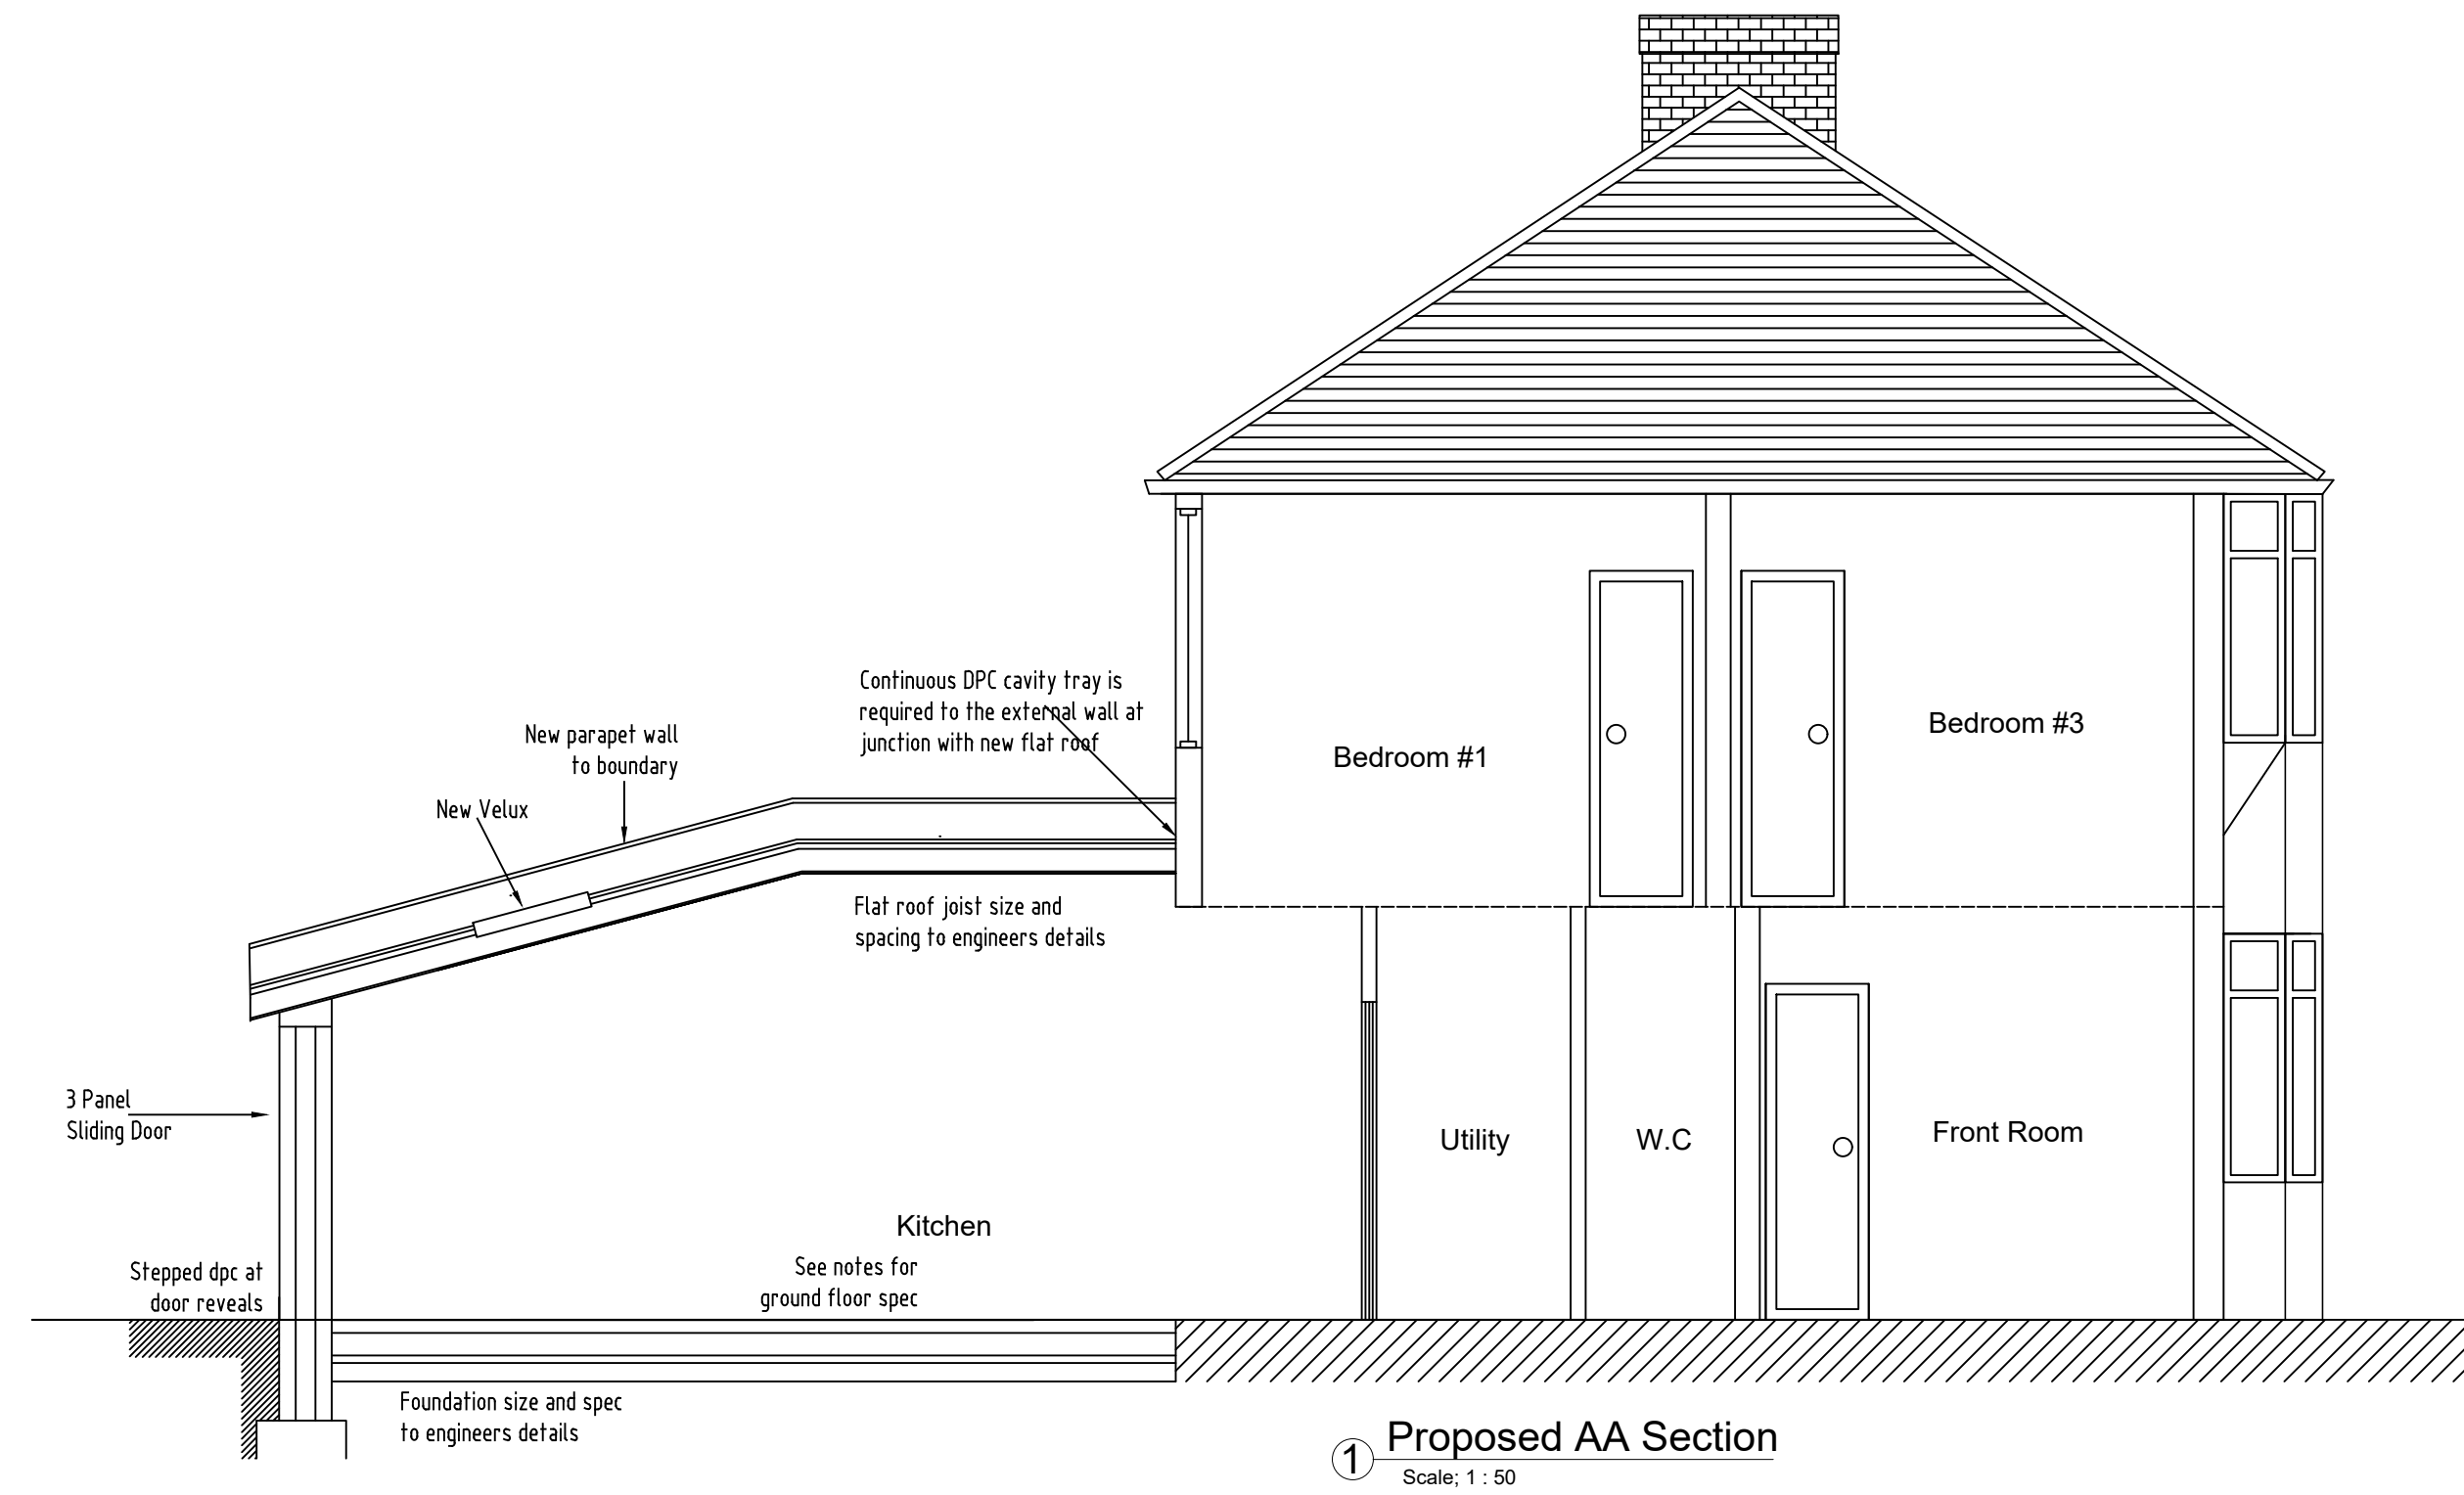 Continuous DPC cavity tray is
required to the external wall at
junction with new flat roof
New parapet wall
to boundary
New Velux
Bedroom #1
Bedroom #3
Flat roof joist size and
spacing to engineers details
3 Panel
Sliding Door
Utility
W.C
Front Room
Kitchen
See notes for
ground floor spec
Stepped dpc at
door reveals
Foundation size and spec
to engineers details
1
Proposed AA Section
Scale; 1 : 50